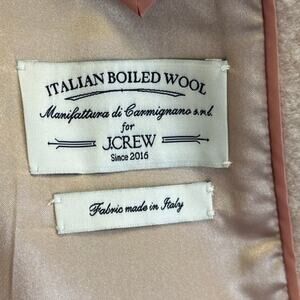 ITALIAN BOILED WOOL
Manifattura di Carmignano s.r.l.
for
J.CREW
Since 2016
Fabric made in Italy